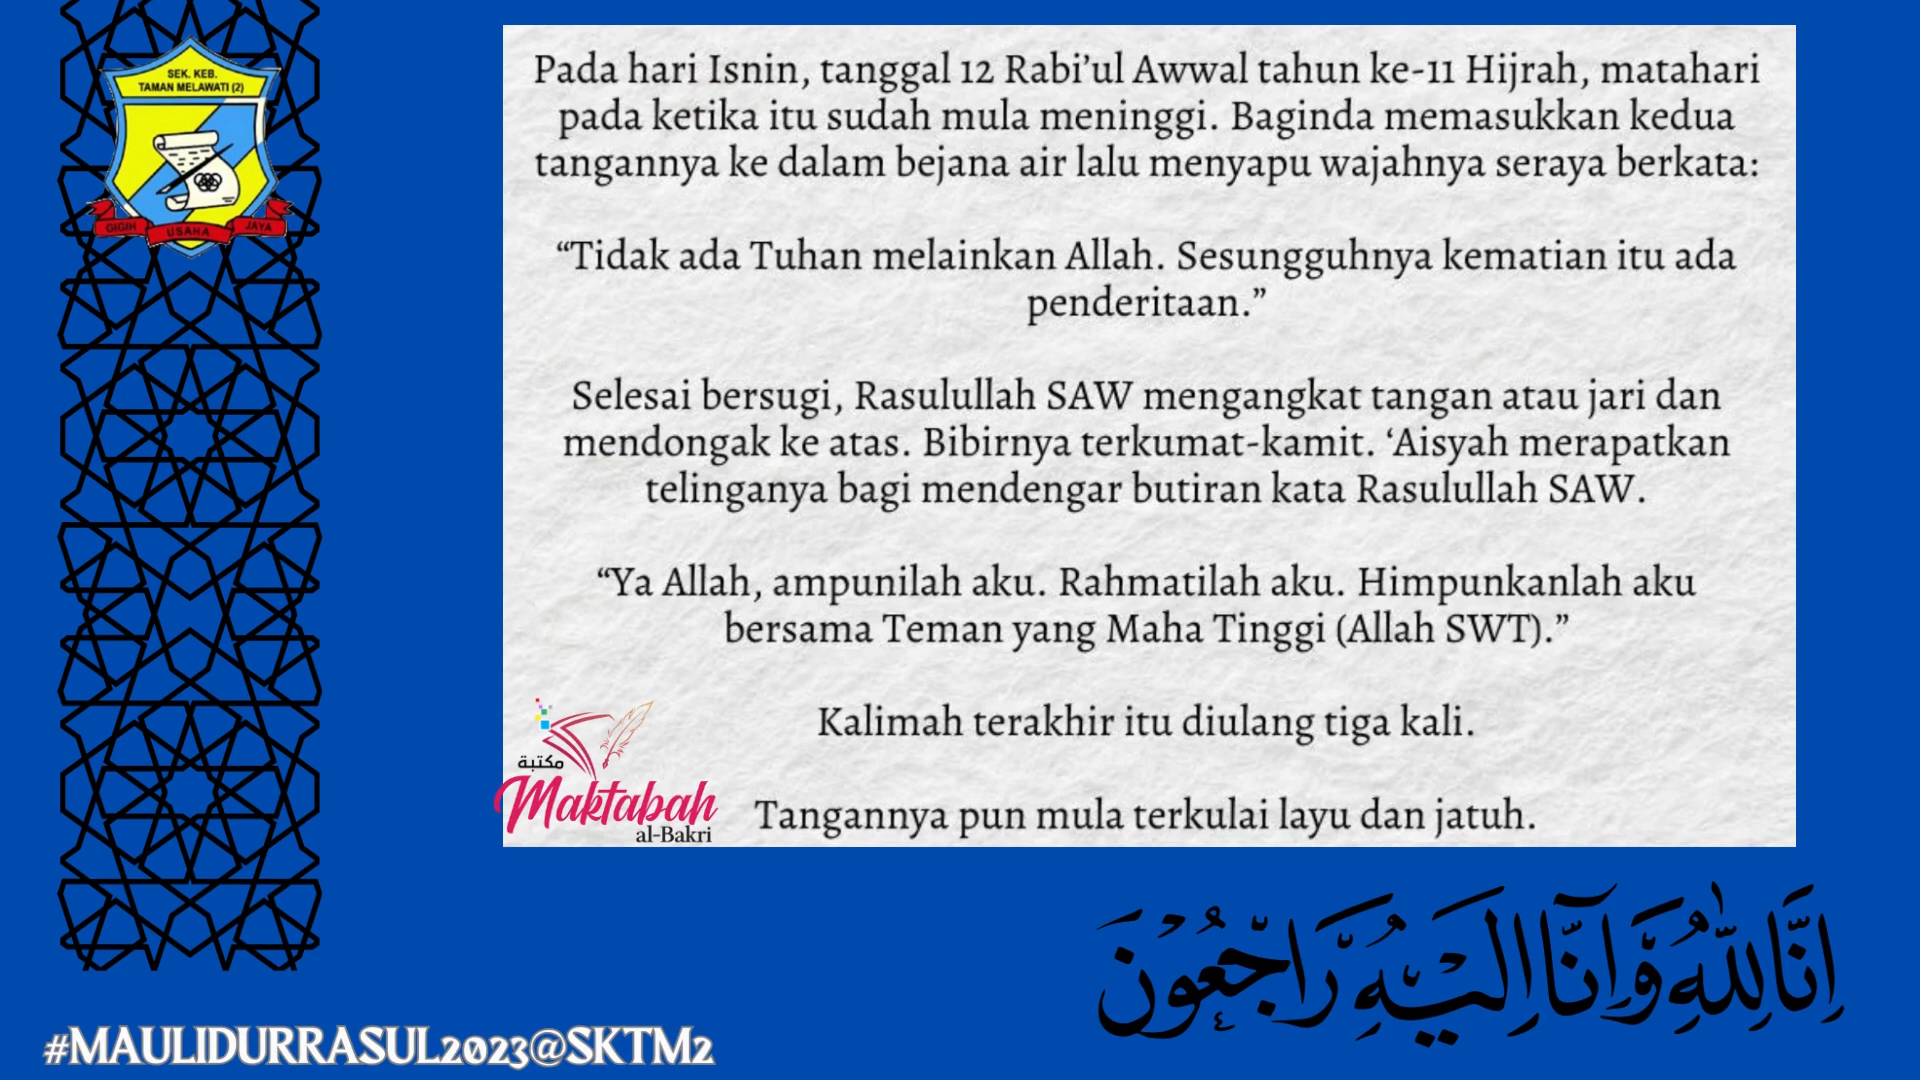 SEK. KEB.
TAMAN MELAWATI (2)
GIGIH USAHA JAYA
Pada hari Isnin, tanggal 12 Rabi’ul Awwal tahun ke-11 Hijrah, matahari
pada ketika itu sudah mula meninggi. Baginda memasukkan kedua
tangannya ke dalam bejana air lalu menyapu wajahnya seraya berkata:
“Tidak ada Tuhan melainkan Allah. Sesungguhnya kematian itu ada
penderitaan.”
Selesai bersugi, Rasulullah SAW mengangkat tangan atau jari dan
mendongak ke atas. Bibirnya terkumat-kamit. ‘Aisyah merapatkan
telinganya bagi mendengar butiran kata Rasulullah SAW.
“Ya Allah, ampunilah aku. Rahmatilah aku. Himpunkanlah aku
bersama Teman yang Maha Tinggi (Allah SWT).”
Kalimah terakhir itu diulang tiga kali.
Tangannya pun mula terkulai layu dan jatuh.
مكتبة
Maktabah
al-Bakri
اِنَّا لِلّٰهِ وَّاِنَّآ اِلَيْهِ رَاجِعُوْنَ
#MAULIDURRASUL2023@SKTM2